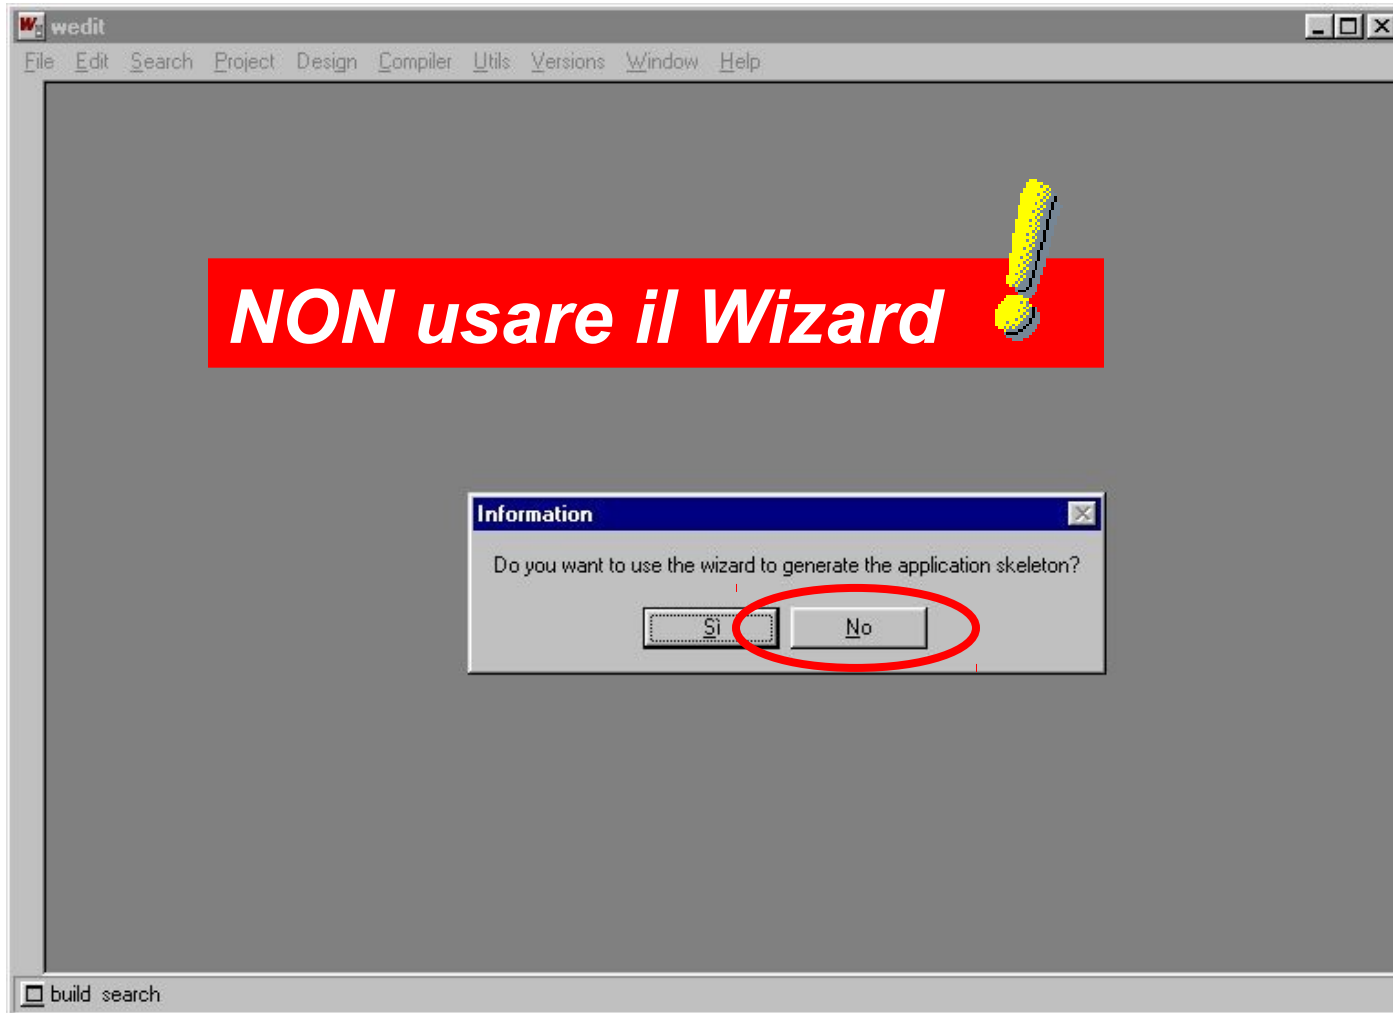 wedit
File Edit Search Project Design Compiler Utils Versions Window Help
NON usare il Wizard !
Information
Do you want to use the wizard to generate the application skeleton?
Sì No
build search